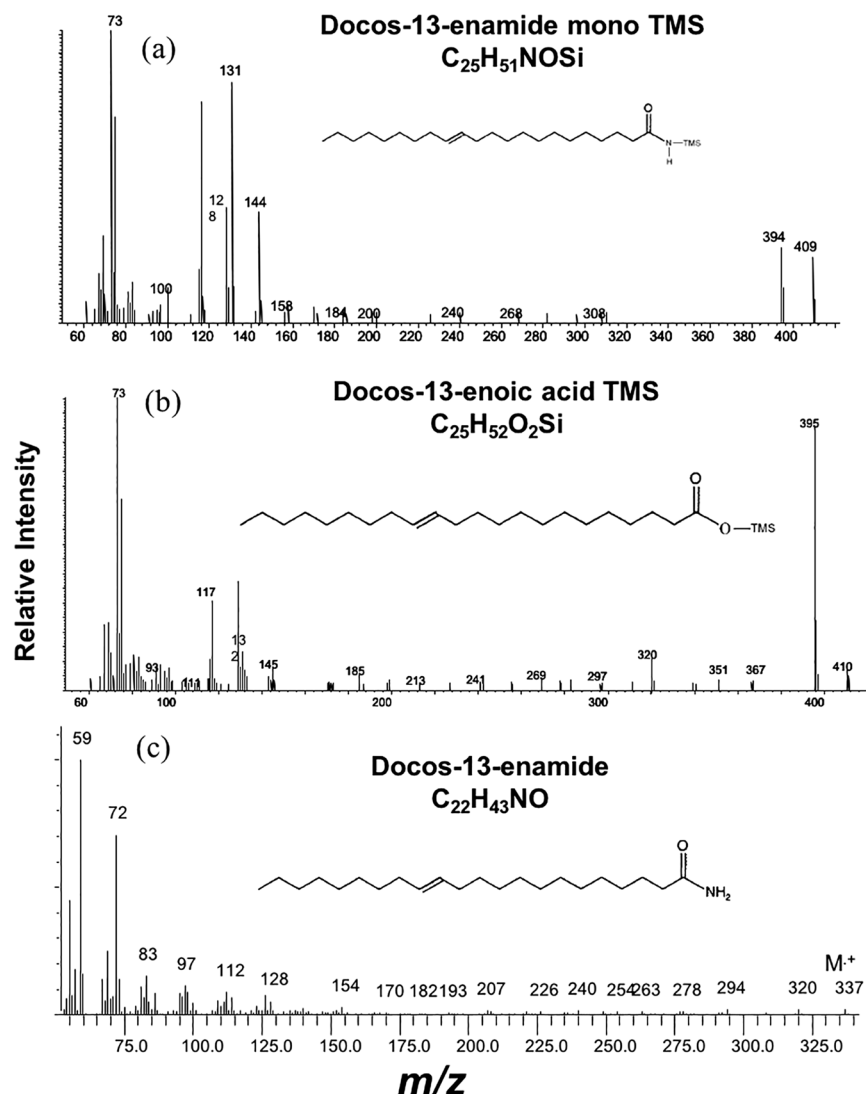 (a)
Docos-13-enamide mono TMS
C25H51NOSi
73
131
12
8
144
100
158
184
200
240
268
308
394
409
O
N
TMS
H
60 80 100 120 140 160 180 200 220 240 260 280 300 320 340 360 380 400
(b)
Docos-13-enoic acid TMS
C25H52O2Si
73
395
O
O
TMS
117
13
2
93
145
185
213
241
269
297
320
351
367
410
60 80 100 200 300 400
Relative Intensity
(c)
Docos-13-enamide
C22H43NO
59
72
O
NH2
83
97
112
128
154
170
182
193
207
226
240
254
263
278
294
320
M·+
337
75.0 100.0 125.0 150.0 175.0 200.0 225.0 250.0 275.0 300.0 325.0
m/z